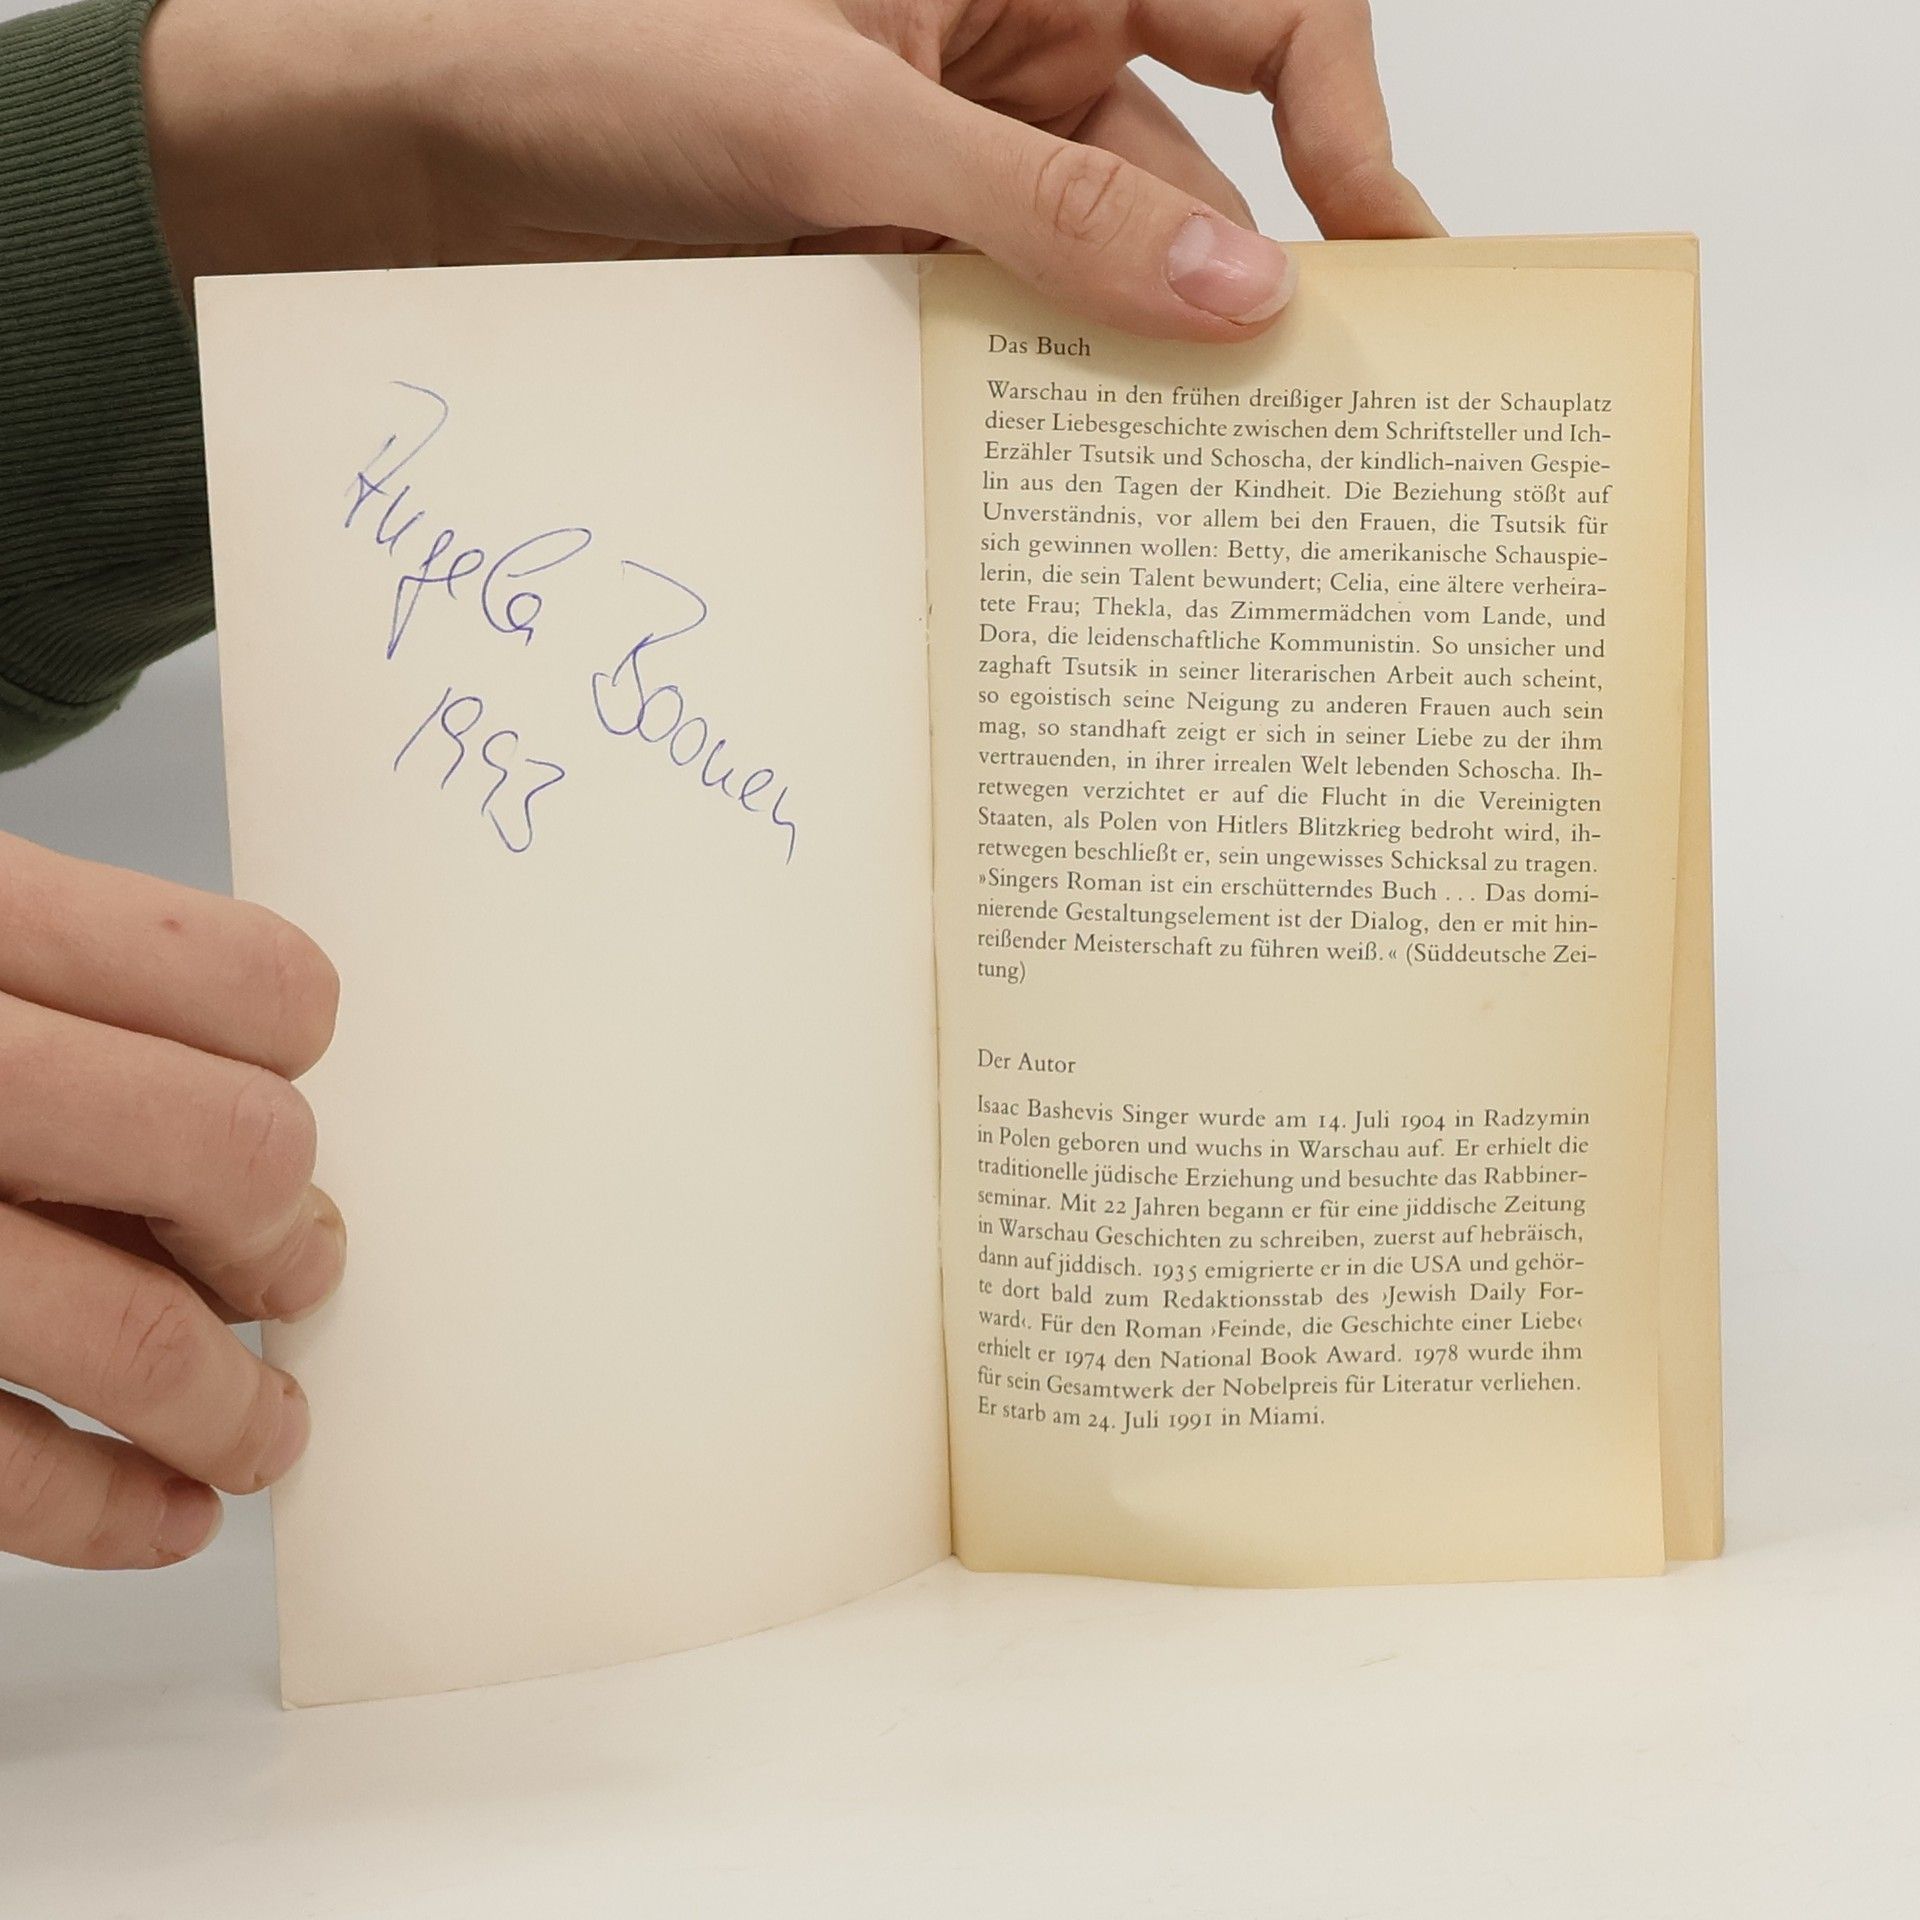 Angela
Boonen
1993
Das Buch
Warschau in den frühen dreißiger Jahren ist der Schauplatz
dieser Liebesgeschichte zwischen dem Schriftsteller und Ich-
Erzähler Tsutsik und Schoscha, der kindlich-naiven Gespie-
lin aus den Tagen der Kindheit. Die Beziehung stößt auf
Unverständnis, vor allem bei den Frauen, die Tsutsik für
sich gewinnen wollen: Betty, die amerikanische Schauspie-
lerin, die sein Talent bewundert; Celia, eine ältere verheira-
tete Frau; Thekla, das Zimmermädchen vom Lande, und
Dora, die leidenschaftliche Kommunistin. So unsicher und
zaghaft Tsutsik in seiner literarischen Arbeit auch scheint,
so egoistisch seine Neigung zu anderen Frauen auch sein
mag, so standhaft zeigt er sich in seiner Liebe zu der ihm
vertrauenden, in ihrer irrealen Welt lebenden Schoscha. Ih-
retwegen verzichtet er auf die Flucht in die Vereinigten
Staaten, als Polen von Hitlers Blitzkrieg bedroht wird, ih-
retwegen beschließt er, sein ungewisses Schicksal zu tragen.
»Singers Roman ist ein erschütterndes Buch . . . Das domi-
nierende Gestaltungselement ist der Dialog, den er mit hin-
reißender Meisterschaft zu führen weiß.« (Süddeutsche Zei-
tung)
Der Autor
Isaac Bashevis Singer wurde am 14. Juli 1904 in Radzymin
in Polen geboren und wuchs in Warschau auf. Er erhielt die
traditionelle jüdische Erziehung und besuchte das Rabbiner-
seminar. Mit 22 Jahren begann er für eine jiddische Zeitung
in Warschau Geschichten zu schreiben, zuerst auf hebräisch,
dann auf jiddisch. 1935 emigrierte er in die USA und gehör-
te dort bald zum Redaktionsstab des ›Jewish Daily For-
ward‹. Für den Roman ›Feinde, die Geschichte einer Liebe‹
erhielt er 1974 den National Book Award. 1978 wurde ihm
für sein Gesamtwerk der Nobelpreis für Literatur verliehen.
Er starb am 24. Juli 1991 in Miami.